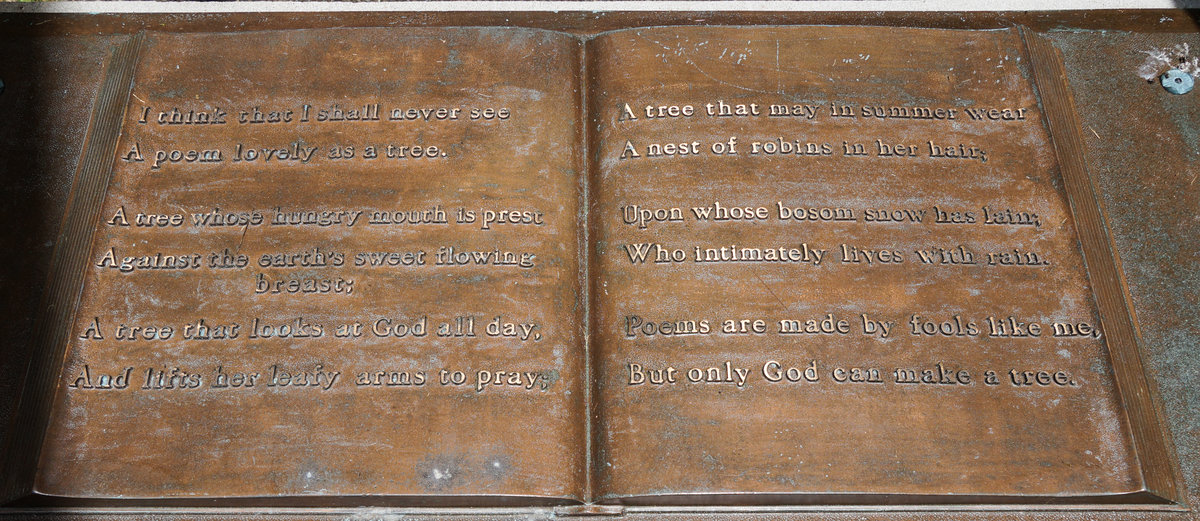 I think that I shall never see
A poem lovely as a tree.
A tree whose hungry mouth is prest
Against the earth's sweet flowing
breast;
A tree that looks at God all day,
And lifts her leafy arms to pray;
A tree that may in summer wear
A nest of robins in her hair;
Upon whose bosom snow has lain;
Who intimately lives with rain.
Poems are made by fools like me,
But only God can make a tree.